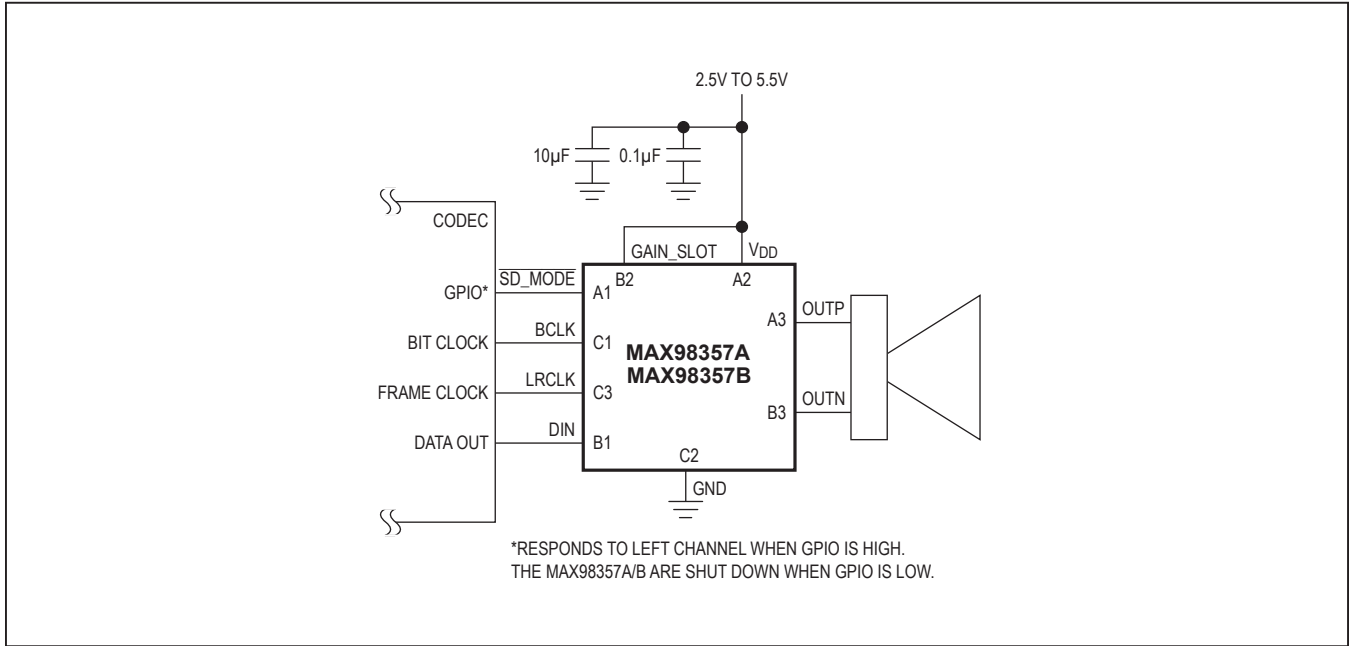 2.5V TO 5.5V
10µF
0.1µF
CODEC
GAIN_SLOT
VDD
B2
A2
GPIO*
SD_MODE
A1
BIT CLOCK
BCLK
C1
FRAME CLOCK
LRCLK
C3
DATA OUT
DIN
B1
MAX98357A
MAX98357B
A3
OUTP
B3
OUTN
C2
GND
*RESPONDS TO LEFT CHANNEL WHEN GPIO IS HIGH.
THE MAX98357A/B ARE SHUT DOWN WHEN GPIO IS LOW.